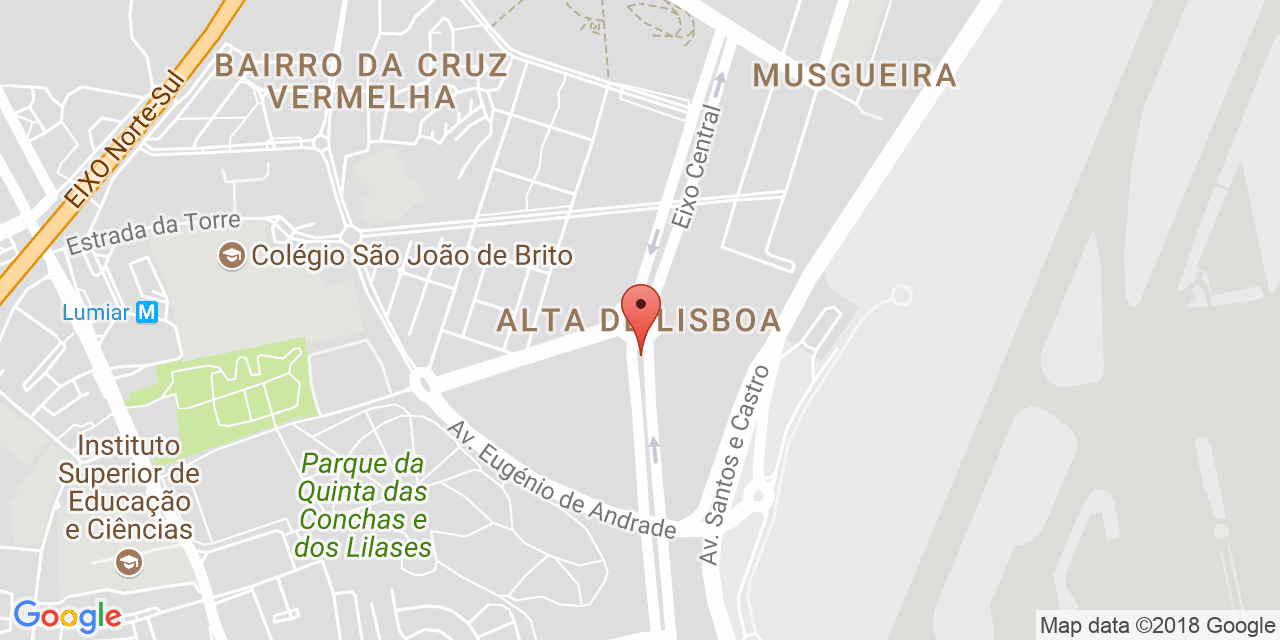 BAIRRO DA CRUZ
VERMELHA
MUSGUEIRA
EIXO Norte-Sul
Eixo Central
Estrada da Torre
Colégio São João de Brito
Lumiar M
ALTA DE LISBOA
Av. Santos e Castro
Av. Eugénio de Andrade
Instituto
Superior de
Educação
e Ciências
Parque da
Quinta das
Conchas e
dos Lilases
Google
Map data ©2018 Google